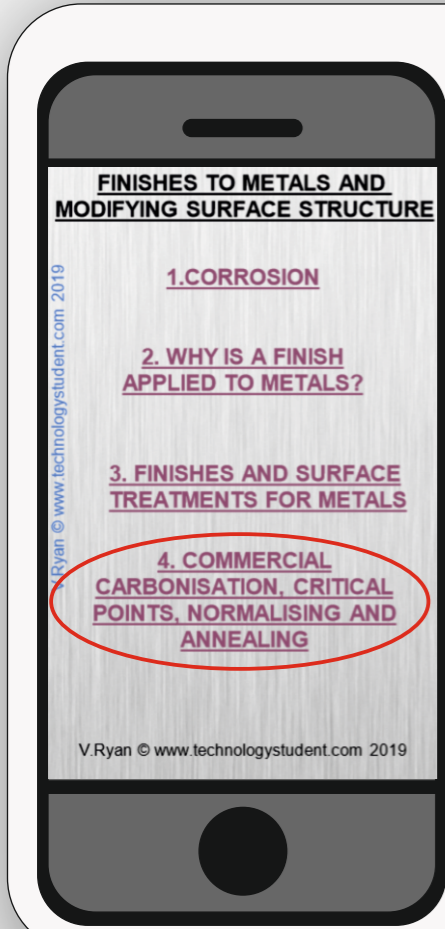 FINISHES TO METALS AND
MODIFYING SURFACE STRUCTURE
1.CORROSION
2. WHY IS A FINISH
APPLIED TO METALS?
3. FINISHES AND SURFACE
TREATMENTS FOR METALS
4. COMMERCIAL
CARBONISATION, CRITICAL
POINTS, NORMALISING AND
ANNEALING
V.Ryan © www.technologystudent.com 2019
V.Ryan © www.technologystudent.com 2019